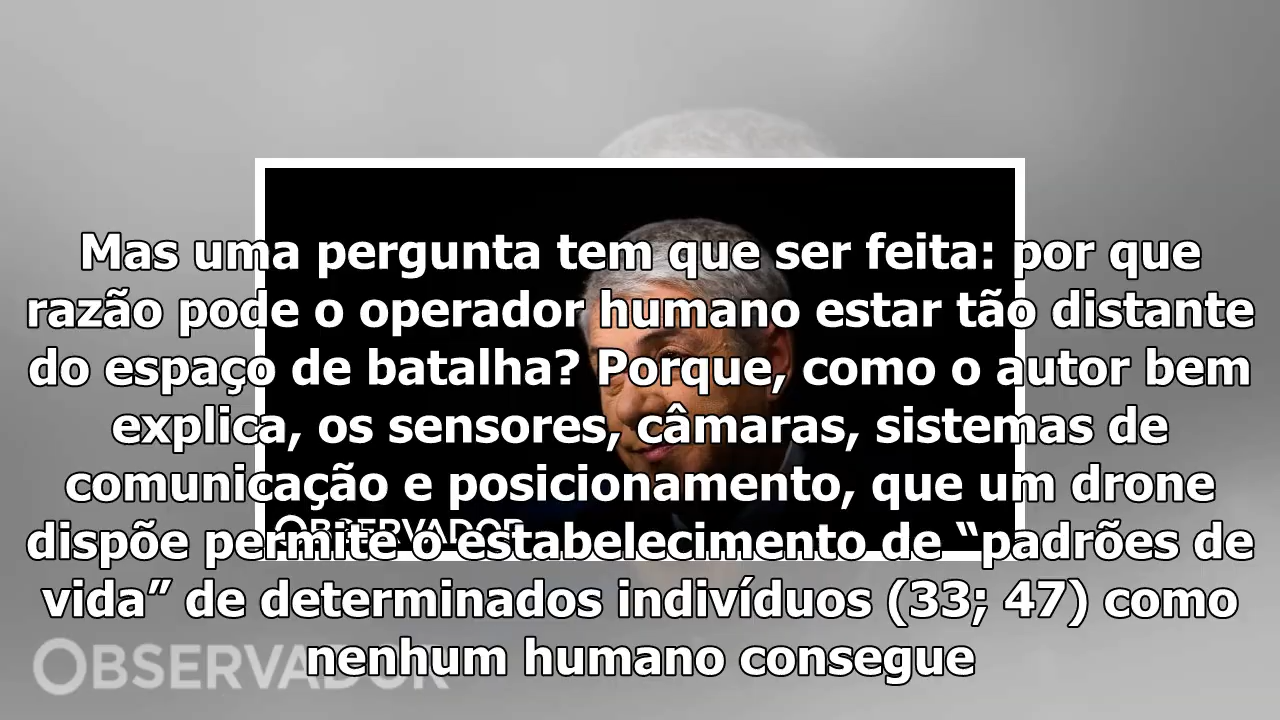 Mas uma pergunta tem que ser feita: por que
razão pode o operador humano estar tão distante
do espaço de batalha? Porque, como o autor bem
explica, os sensores, câmaras, sistemas de
comunicação e posicionamento, que um drone
OBSERVADOR
dispõe permite o estabelecimento de “padrões de
vida” de determinados indivíduos (33; 47) como
nenhum humano consegue
OBSERVADOR